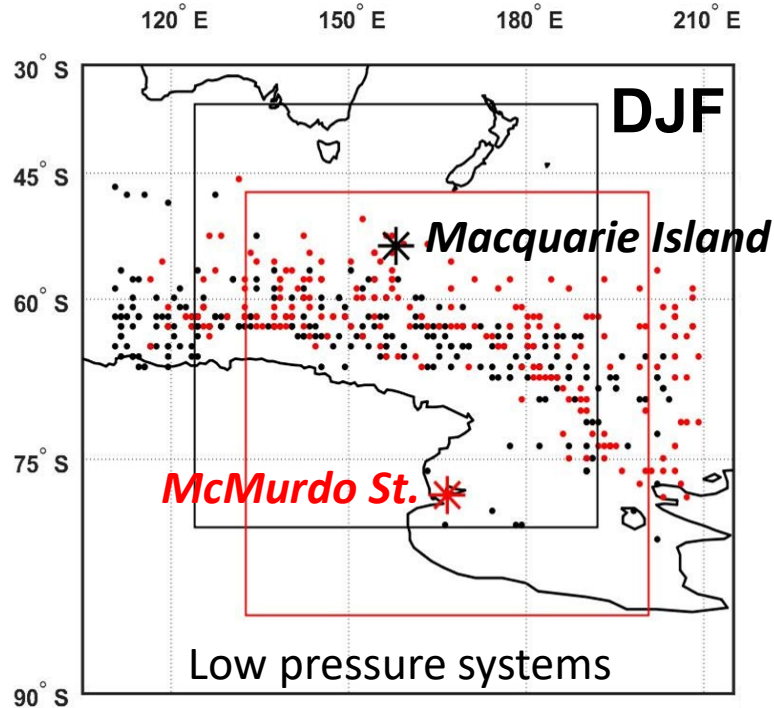 120° E 150° E 180° E 210° E
30° S
DJF
45° S
Macquarie Island
60° S
75° S
McMurdo St.
Low pressure systems
90° S